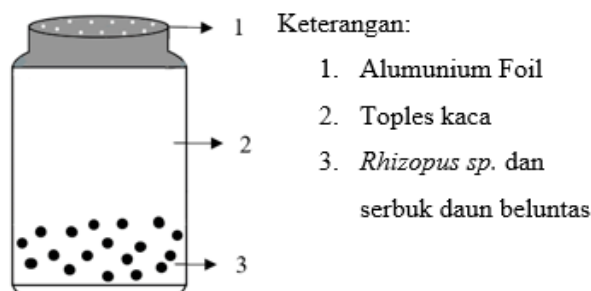 Keterangan:
1
1. Alumunium Foil
2. Toples kaca
2
3. Rhizopus sp. dan
serbuk daun beluntas
3